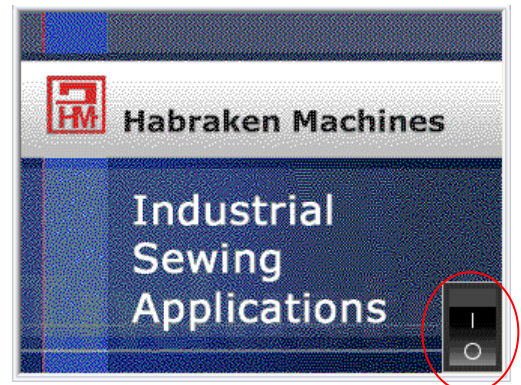 HM
Habraken Machines
Industrial
Sewing
Applications
I
O